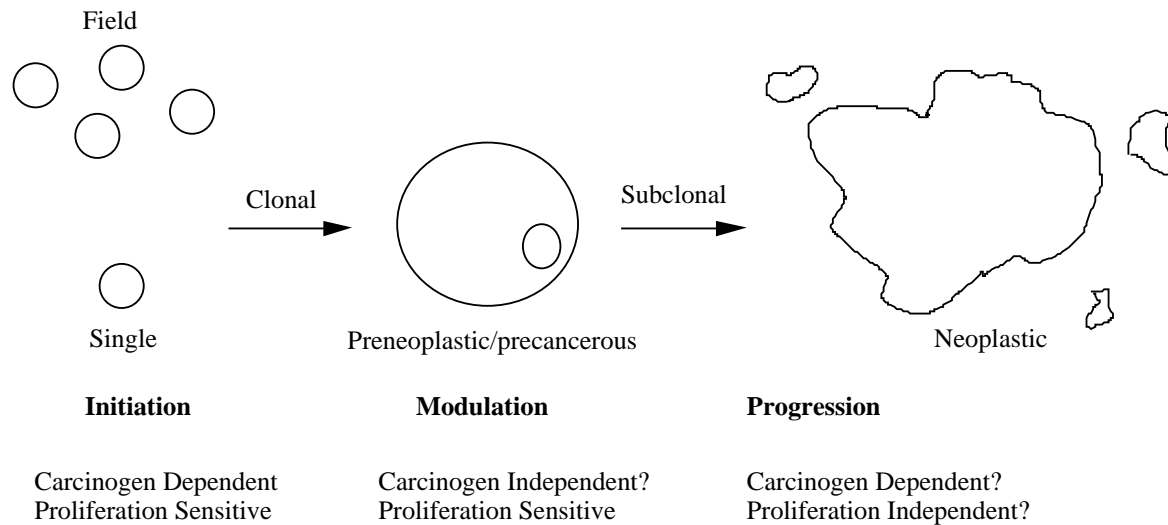 Field
Clonal
Subclonal
Single
Preneoplastic/precancerous
Neoplastic
Initiation
Modulation
Progression
Carcinogen Dependent
Proliferation Sensitive
Carcinogen Independent?
Proliferation Sensitive
Carcinogen Dependent?
Proliferation Independent?